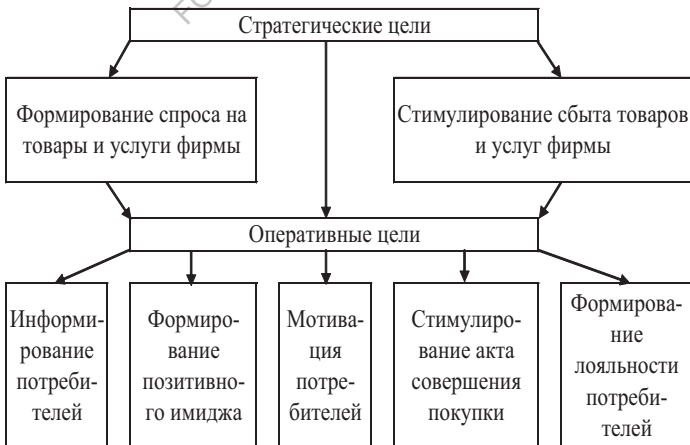 Стратегические цели
Формирование спроса на
товары и услуги фирмы
Стимулирование сбыта товаров
и услуг фирмы
Оперативные цели
Информи-
рование
потреби-
телей
Формиро-
вание
позитивно-
го имиджа
Мотива-
ция
потре-
бителей
Стимулиро-
вание акта
совершения
покупки
Формирова-
ние
лояльности
потреби-
телей